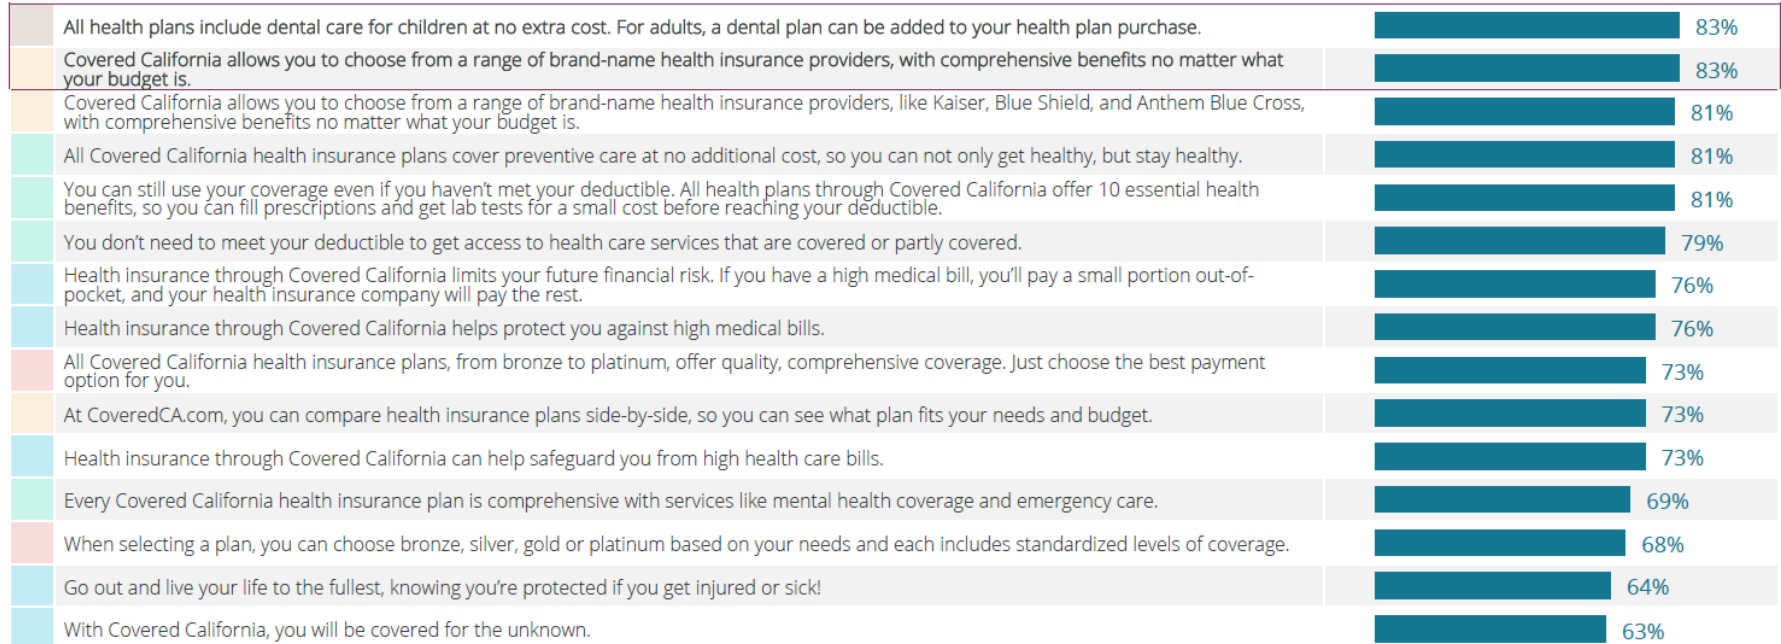 All health plans include dental care for children at no extra cost. For adults, a dental plan can be added to your health plan purchase.
83%
Covered California allows you to choose from a range of brand-name health insurance providers, with comprehensive benefits no matter what
your budget is.
83%
Covered California allows you to choose from a range of brand-name health insurance providers, like Kaiser, Blue Shield, and Anthem Blue Cross,
with comprehensive benefits no matter what your budget is.
81%
All Covered California health insurance plans cover preventive care at no additional cost, so you can not only get healthy, but stay healthy.
81%
You can still use your coverage even if you haven’t met your deductible. All health plans through Covered California offer 10 essential health
benefits, so you can fill prescriptions and get lab tests for a small cost before reaching your deductible.
81%
You don’t need to meet your deductible to get access to health care services that are covered or partly covered.
79%
Health insurance through Covered California limits your future financial risk. If you have a high medical bill, you’ll pay a small portion out-of-
pocket, and your health insurance company will pay the rest.
76%
Health insurance through Covered California helps protect you against high medical bills.
76%
All Covered California health insurance plans, from bronze to platinum, offer quality, comprehensive coverage. Just choose the best payment
option for you.
73%
At CoveredCA.com, you can compare health insurance plans side-by-side, so you can see what plan fits your needs and budget.
73%
Health insurance through Covered California can help safeguard you from high health care bills.
73%
Every Covered California health insurance plan is comprehensive with services like mental health coverage and emergency care.
69%
When selecting a plan, you can choose bronze, silver, gold or platinum based on your needs and each includes standardized levels of coverage.
68%
Go out and live your life to the fullest, knowing you’re protected if you get injured or sick!
64%
With Covered California, you will be covered for the unknown.
63%